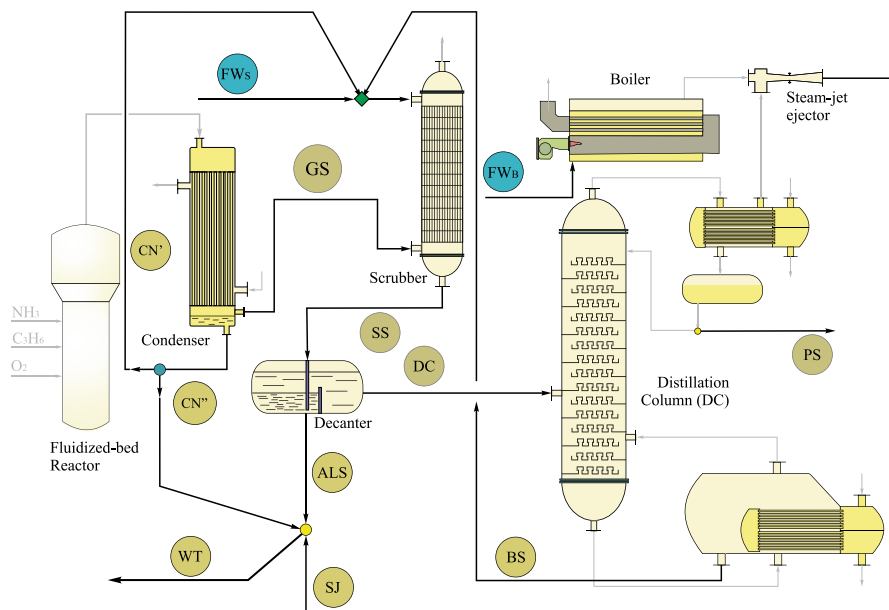 Boiler
Steam-jet
ejector
FWs
GS
FWB
CN'
Scrubber
NH3
C3H6
O2
Condenser
SS
DC
PS
Distillation
Column (DC)
CN"
Decanter
Fluidized-bed
Reactor
ALS
WT
BS
SJ